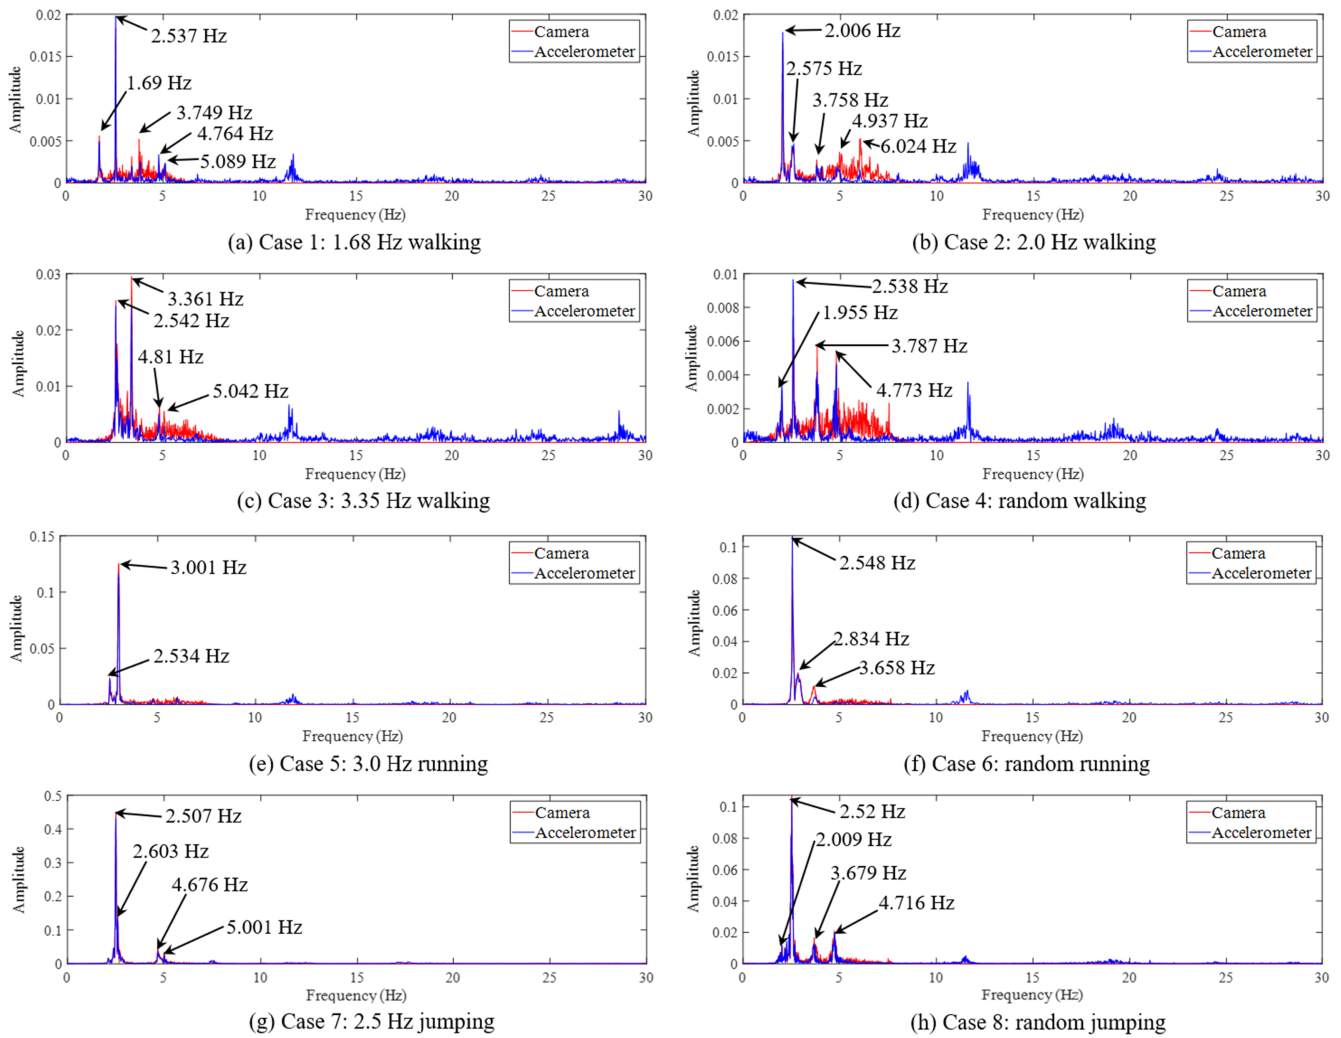 0.02
0.015
0.01
0.005
0
Amplitude
2.537 Hz
1.69 Hz
3.749 Hz
4.764 Hz
5.089 Hz
Camera
Accelerometer
0 5 10 15 20 25 30
Frequency (Hz)
(a) Case 1: 1.68 Hz walking
0.02
0.015
0.01
0.005
0
Amplitude
2.006 Hz
2.575 Hz
3.758 Hz
4.937 Hz
6.024 Hz
Camera
Accelerometer
0 5 10 15 20 25 30
Frequency (Hz)
(b) Case 2: 2.0 Hz walking
0.03
0.02
0.01
0
Amplitude
3.361 Hz
2.542 Hz
4.81 Hz
5.042 Hz
Camera
Accelerometer
0 5 10 15 20 25 30
Frequency (Hz)
(c) Case 3: 3.35 Hz walking
0.01
0.008
0.006
0.004
0.002
0
Amplitude
2.538 Hz
1.955 Hz
3.787 Hz
4.773 Hz
Camera
Accelerometer
0 5 10 15 20 25 30
Frequency (Hz)
(d) Case 4: random walking
0.15
0.1
0.05
0
Amplitude
3.001 Hz
2.534 Hz
Camera
Accelerometer
0 5 10 15 20 25 30
Frequency (Hz)
(e) Case 5: 3.0 Hz running
0.1
0.08
0.06
0.04
0.02
0
Amplitude
2.548 Hz
2.834 Hz
3.658 Hz
Camera
Accelerometer
0 5 10 15 20 25 30
Frequency (Hz)
(f) Case 6: random running
0.5
0.4
0.3
0.2
0.1
0
Amplitude
2.507 Hz
2.603 Hz
4.676 Hz
5.001 Hz
Camera
Accelerometer
0 5 10 15 20 25 30
Frequency (Hz)
(g) Case 7: 2.5 Hz jumping
0.1
0.08
0.06
0.04
0.02
0
Amplitude
2.52 Hz
2.009 Hz
3.679 Hz
4.716 Hz
Camera
Accelerometer
0 5 10 15 20 25 30
Frequency (Hz)
(h) Case 8: random jumping